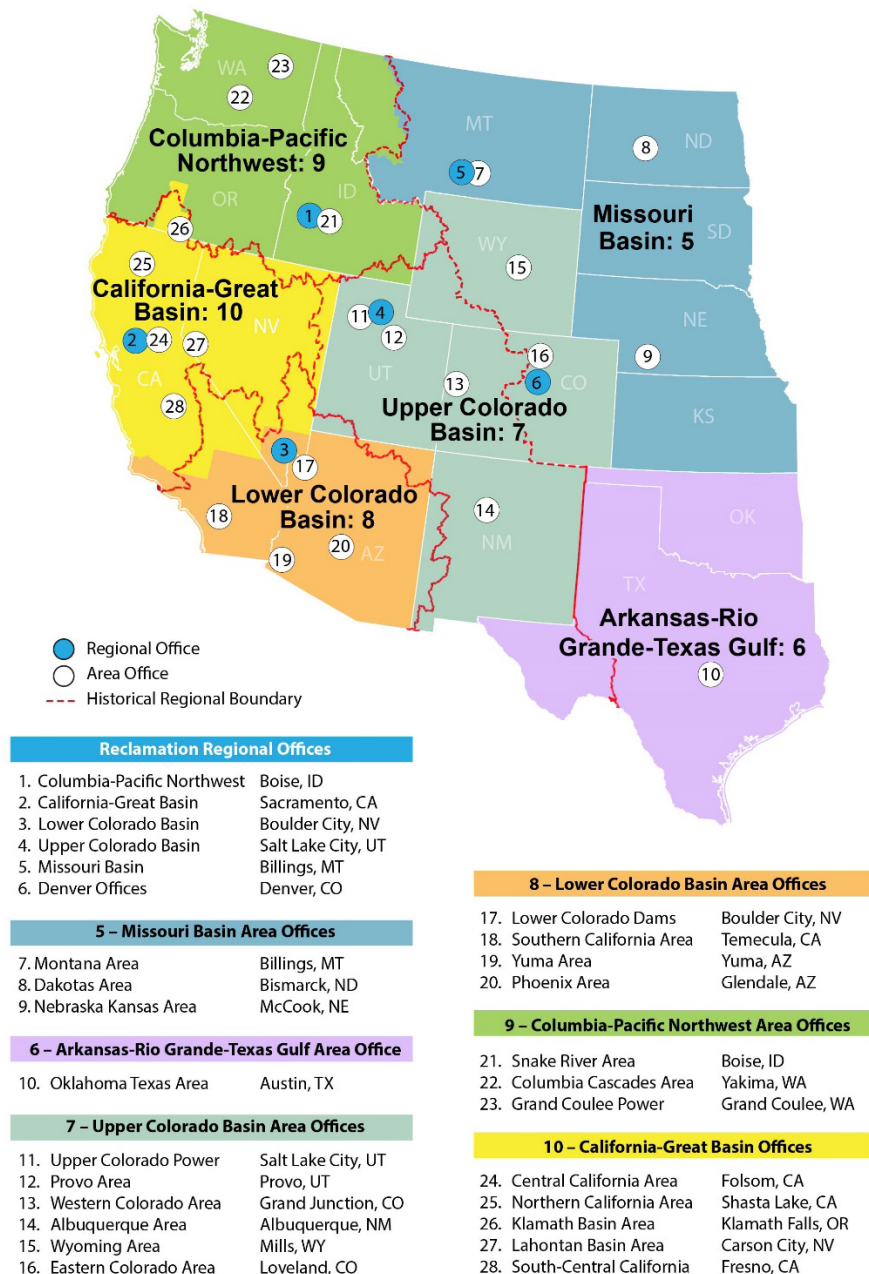 WA
23
22
Columbia-Pacific
Northwest: 9
OR
ID
1
21
MT
5
7
8
ND
Missouri
Basin: 5
SD
WY
15
26
25
California-Great
Basin: 10
NV
2
24
27
CA
28
11
4
12
UT
13
16
6
CO
NE
9
KS
Upper Colorado
Basin: 7
3
17
Lower Colorado
Basin: 8
18
19
20
AZ
14
NM
OK
TX
Arkansas-Rio
Grande-Texas Gulf: 6
10
Regional Office
Area Office
Historical Regional Boundary
Reclamation Regional Offices
1. Columbia-Pacific Northwest Boise, ID
2. California-Great Basin Sacramento, CA
3. Lower Colorado Basin Boulder City, NV
4. Upper Colorado Basin Salt Lake City, UT
5. Missouri Basin Billings, MT
6. Denver Offices Denver, CO
5 – Missouri Basin Area Offices
7. Montana Area Billings, MT
8. Dakotas Area Bismarck, ND
9. Nebraska Kansas Area McCook, NE
6 – Arkansas-Rio Grande-Texas Gulf Area Office
10. Oklahoma Texas Area Austin, TX
7 – Upper Colorado Basin Area Offices
11. Upper Colorado Power Salt Lake City, UT
12. Provo Area Provo, UT
13. Western Colorado Area Grand Junction, CO
14. Albuquerque Area Albuquerque, NM
15. Wyoming Area Mills, WY
16. Eastern Colorado Area Loveland, CO
8 – Lower Colorado Basin Area Offices
17. Lower Colorado Dams Boulder City, NV
18. Southern California Area Temecula, CA
19. Yuma Area Yuma, AZ
20. Phoenix Area Glendale, AZ
9 – Columbia-Pacific Northwest Area Offices
21. Snake River Area Boise, ID
22. Columbia Cascades Area Yakima, WA
23. Grand Coulee Power Grand Coulee, WA
10 – California-Great Basin Offices
24. Central California Area Folsom, CA
25. Northern California Area Shasta Lake, CA
26. Klamath Basin Area Klamath Falls, OR
27. Lahontan Basin Area Carson City, NV
28. South-Central California Fresno, CA